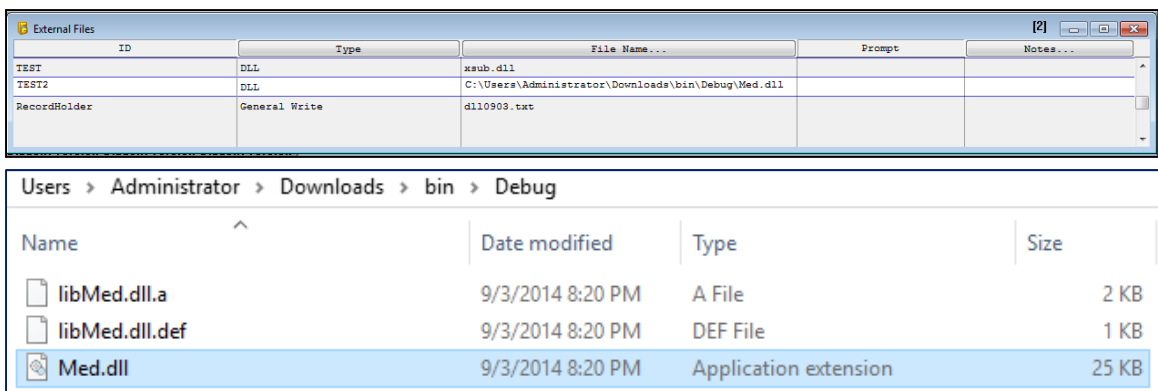 External Files [2]
ID Type File Name... Prompt Notes...
TEST DLL xsub.dll
TEST2 DLL C:\Users\Administrator\Downloads\bin\Debug\Med.dll
RecordHolder General Write dll0903.txt
Users > Administrator > Downloads > bin > Debug
Name Date modified Type Size
libMed.dll.a 9/3/2014 8:20 PM A File 2 KB
libMed.dll.def 9/3/2014 8:20 PM DEF File 1 KB
Med.dll 9/3/2014 8:20 PM Application extension 25 KB